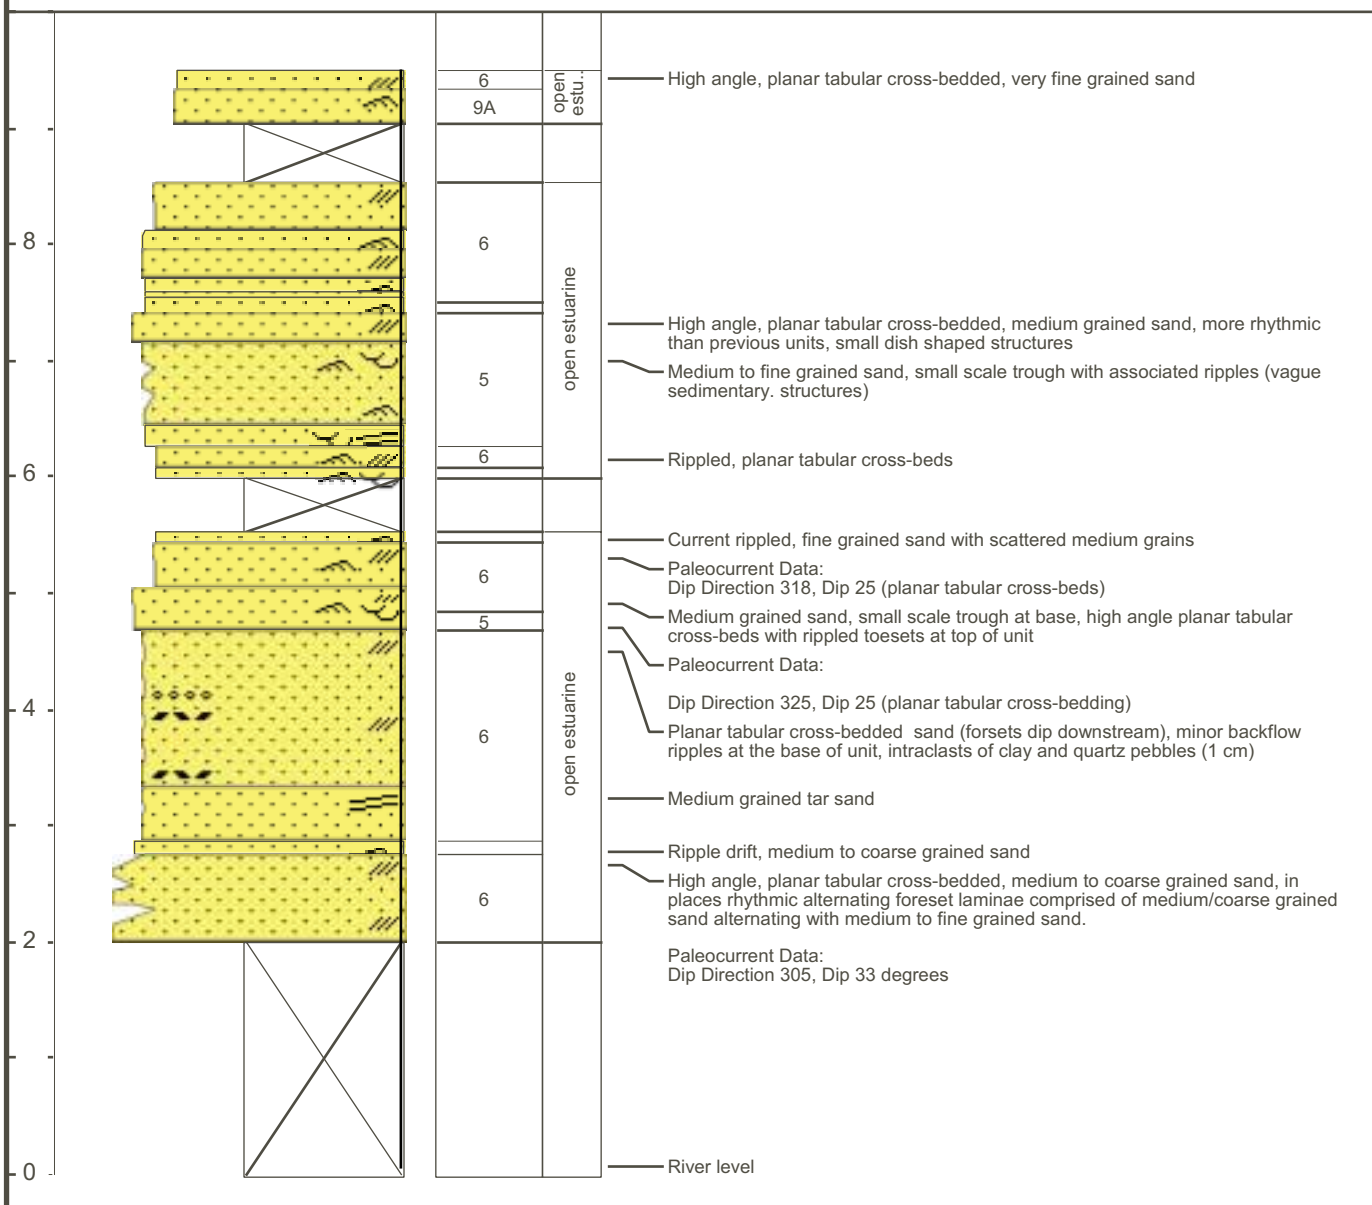 High angle, planar tabular cross-bedded, very fine grained sand
6
9A
open
estu..
8
6
open estuarine
High angle, planar tabular cross-bedded, medium grained sand, more rhythmic
than previous units, small dish shaped structures
Medium to fine grained sand, small scale trough with associated ripples (vague
sedimentary. structures)
5
6
Rippled, planar tabular cross-beds
6
Current rippled, fine grained sand with scattered medium grains
Paleocurrent Data:
Dip Direction 318, Dip 25 (planar tabular cross-beds)
6
Medium grained sand, small scale trough at base, high angle planar tabular
cross-beds with rippled toesets at top of unit
5
Paleocurrent Data:
Dip Direction 325, Dip 25 (planar tabular cross-bedding)
4
6
open estuarine
Planar tabular cross-bedded  sand (forsets dip downstream), minor backflow
ripples at the base of unit, intraclasts of clay and quartz pebbles (1 cm)
Medium grained tar sand
Ripple drift, medium to coarse grained sand
6
High angle, planar tabular cross-bedded, medium to coarse grained sand, in
places rhythmic alternating foreset laminae comprised of medium/coarse grained
sand alternating with medium to fine grained sand.
2
Paleocurrent Data:
Dip Direction 305, Dip 33 degrees
0
River level